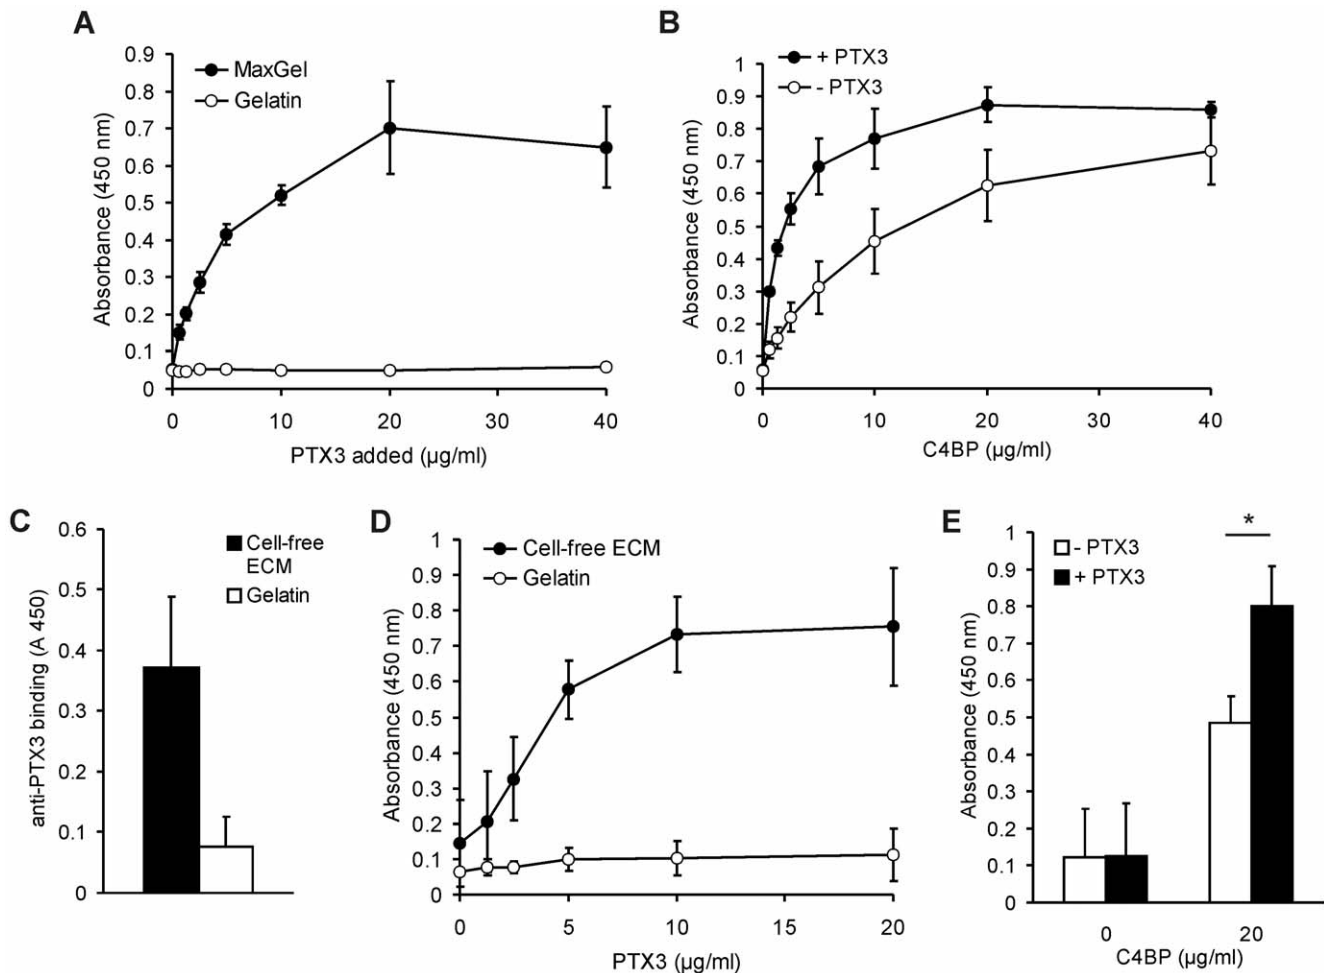 A
MaxGel
Gelatin
Absorbance (450 nm)
0.9
0.8
0.7
0.6
0.5
0.4
0.3
0.2
0.1
0
0 10 20 30 40
PTX3 added (µg/ml)
B
+ PTX3
- PTX3
Absorbance (450 nm)
1
0.9
0.8
0.7
0.6
0.5
0.4
0.3
0.2
0.1
0
0 10 20 30 40
C4BP (µg/ml)
C
Cell-free
ECM
Gelatin
anti-PTX3 binding (A 450)
0.6
0.5
0.4
0.3
0.2
0.1
0
D
Cell-free ECM
Gelatin
Absorbance (450 nm)
1
0.9
0.8
0.7
0.6
0.5
0.4
0.3
0.2
0.1
0
0 5 10 15 20
PTX3 (µg/ml)
E
- PTX3
+ PTX3
*
Absorbance (450 nm)
1
0.9
0.8
0.7
0.6
0.5
0.4
0.3
0.2
0.1
0
0 20
C4BP (µg/ml)